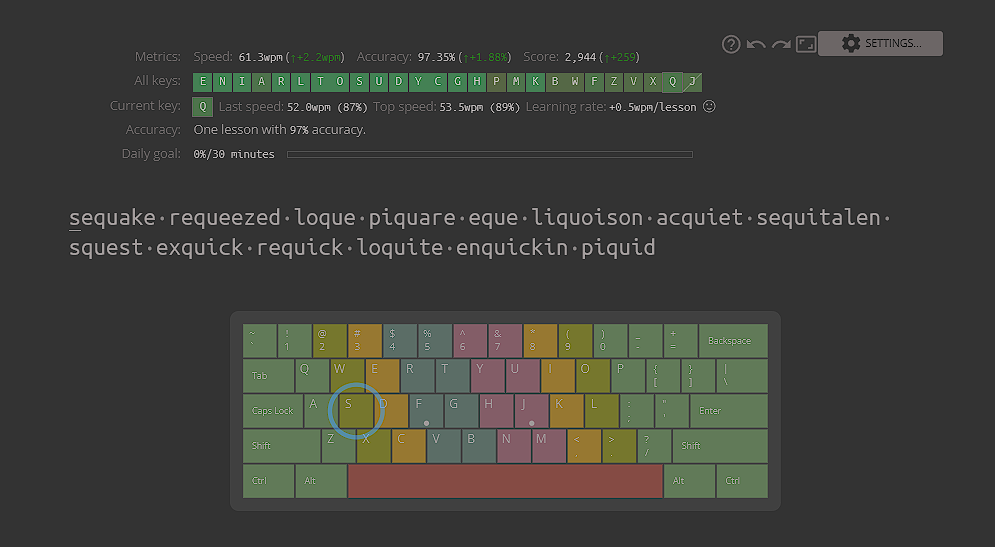 Metrics: Speed: 61.3wpm (↑+2.2wpm) Accuracy: 97.35% (↑+1.88%) Score: 2,944 (↑+259)
SETTINGS...
All keys: E N I A R L T O S U D Y C G H P M K B W F Z V X Q J
Current key: Q Last speed: 52.0wpm (87%) Top speed: 53.5wpm (89%) Learning rate: +0.5wpm/lesson
Accuracy: One lesson with 97% accuracy.
Daily goal: 0%/30 minutes
sequake·requeezed·loque·piquare·eque·liquoison·acquiet·sequitalen·
squest·exquick·requick·loquite·enquickin·piquid
~ ! @ # $ % ^ & * ( ) _ +
` 1 2 3 4 5 6 7 8 9 0 - = Backspace
Tab Q W E R T Y U I O P { } |
[ ] \
Caps Lock A S D F G H J K L : " Enter
; '
Shift Z X C V B N M < > ? Shift
, . /
Ctrl Alt Alt Ctrl